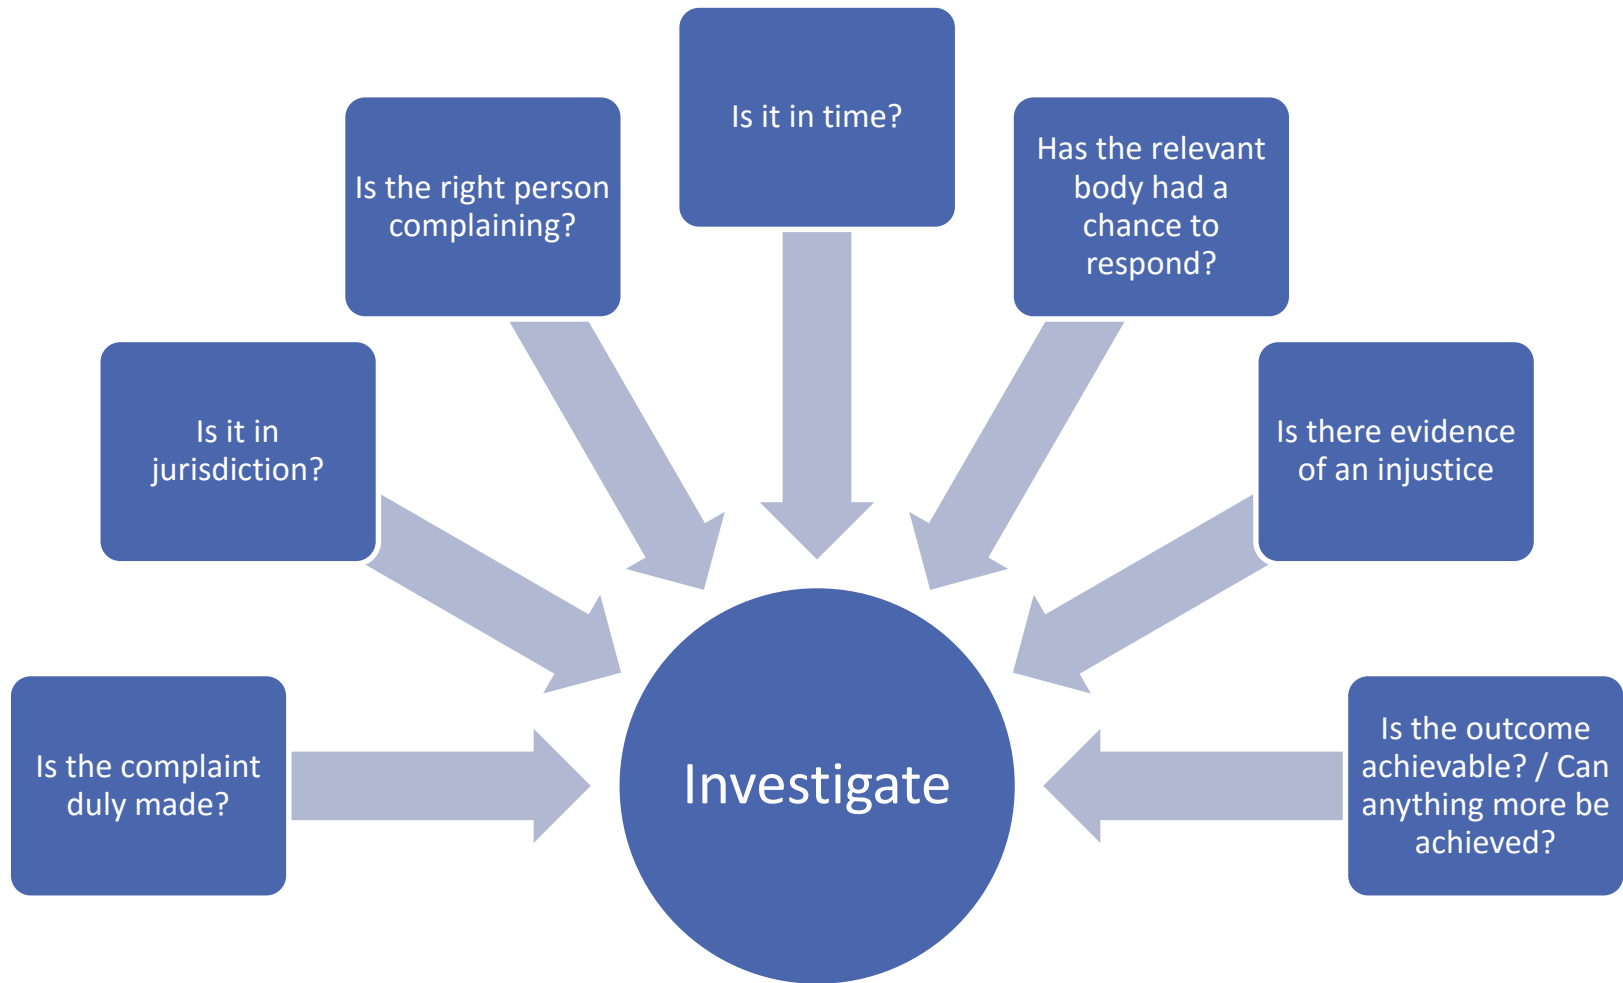 Is it in time?
Is the right person
complaining?
Has the relevant
body had a
chance to
respond?
Is it in
jurisdiction?
Is there evidence
of an injustice
Is the complaint
duly made?
Investigate
Is the outcome
achievable? / Can
anything more be
achieved?